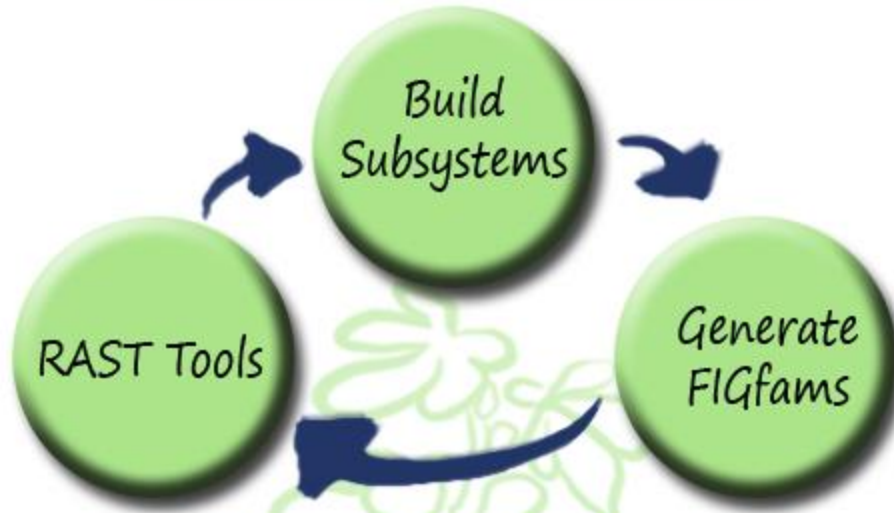 Build
Subsystems
RAST Tools
Generate
FIGfams